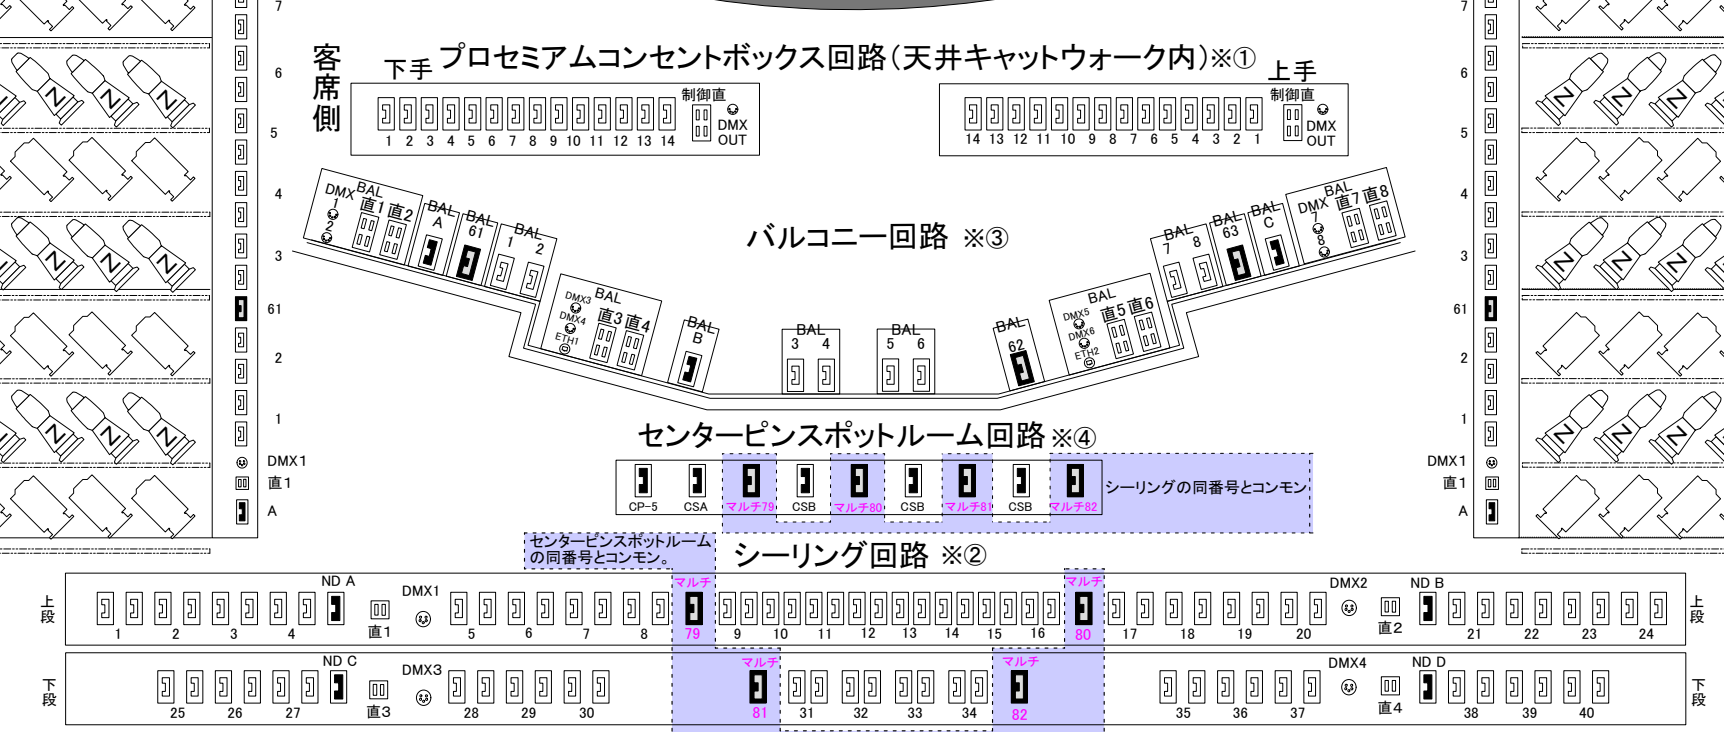 客席側
下手 プロセミアムコンセントボックス回路(天井キャットウォーク内)※① 上手
1 2 3 4 5 6 7 8 9 10 11 12 13 14 制御直 DMX OUT
14 13 12 11 10 9 8 7 6 5 4 3 2 1 制御直 DMX OUT
7
6
5
4
3
61
2
1
DMX1
直1
A
バルコニー回路 ※③
DMX 1 2 BAL 直1 直2
BAL A
BAL 61
BAL 1 2
DMX3 DMX4 ETH1 BAL 直3 直4
BAL B
BAL 3 4
BAL 5 6
BAL 62
BAL DMX5 DMX6 ETH2 直5 直6
BAL 7 8
BAL 63
BAL C
BAL DMX 7 8 直7 直8
7
6
5
4
3
61
2
1
DMX1
直1
A
N N N
N N N
N N N
N N N
N N N
N N N
センターピンスポットルーム回路 ※④
CP-5 CSA マルチ79 CSB マルチ80 CSB マルチ81 CSB マルチ82 シーリングの同番号とコンモン
センターピンスポットルーム
の同番号とコンモン。
シーリング回路 ※②
上段 1 2 3 4 ND A 直1 DMX1 5 6 7 8 マルチ 79 9 10 11 12 13 14 15 16 マルチ 80 17 18 19 20 DMX2 直2 ND B 21 22 23 24 上段
下段 25 26 27 ND C 直3 DMX3 28 29 30 マルチ 81 31 32 33 34 マルチ 82 35 36 37 DMX4 直4 ND D 38 39 40 下段